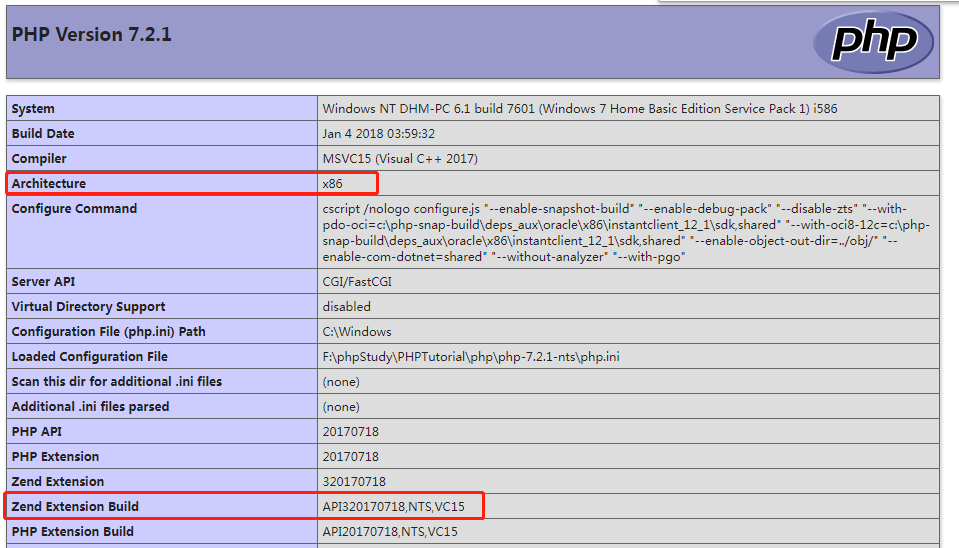 PHP Version 7.2.1
php
System Windows NT DHM-PC 6.1 build 7601 (Windows 7 Home Basic Edition Service Pack 1) i586
Build Date Jan 4 2018 03:59:32
Compiler MSVC15 (Visual C++ 2017)
Architecture x86
Configure Command cscript /nologo configure.js "--enable-snapshot-build" "--enable-debug-pack" "--disable-zts" "--with-
pdo-oci=c:\php-snap-build\deps_aux\oracle\x86\instantclient_12_1\sdk,shared" "--with-oci8-12c=c:\php-
snap-build\deps_aux\oracle\x86\instantclient_12_1\sdk,shared" "--enable-object-out-dir=../obj/" "--
enable-com-dotnet=shared" "--without-analyzer" "--with-pgo"
Server API CGI/FastCGI
Virtual Directory Support disabled
Configuration File (php.ini) Path C:\Windows
Loaded Configuration File F:\phpStudy\PHPTutorial\php\php-7.2.1-nts\php.ini
Scan this dir for additional .ini files (none)
Additional .ini files parsed (none)
PHP API 20170718
PHP Extension 20170718
Zend Extension 320170718
Zend Extension Build API320170718,NTS,VC15
PHP Extension Build API20170718,NTS,VC15